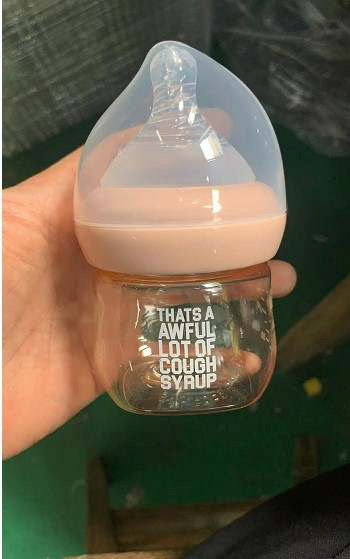 THATS A
AWFUL
LOT OF
COUGH
SYRUP